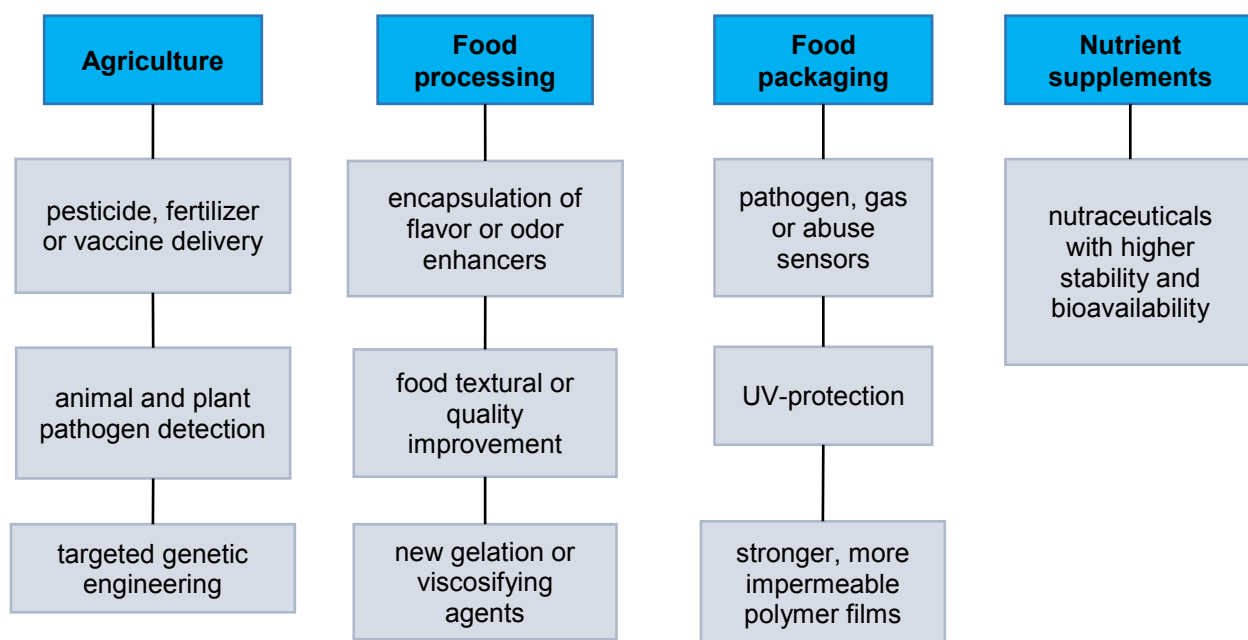 Agriculture
pesticide, fertilizer
or vaccine delivery
animal and plant
pathogen detection
targeted genetic
engineering
Food
processing
encapsulation of
flavor or odor
enhancers
food textural or
quality
improvement
new gelation or
viscosifying
agents
Food
packaging
pathogen, gas
or abuse
sensors
UV-protection
stronger, more
impermeable
polymer films
Nutrient
supplements
nutraceuticals
with higher
stability and
bioavailability